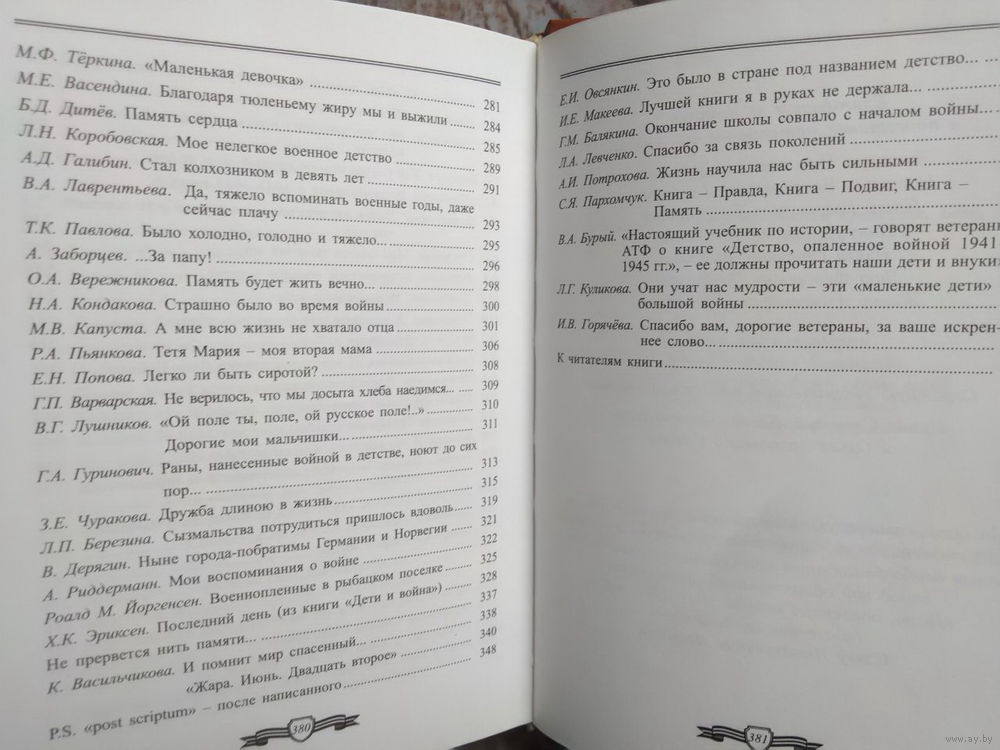 М.Ф. Тёркина. «Маленькая девочка» ........ 281
М.Е. Васендина. Благодаря тюленьему жиру мы и выжили ........ 284
Б.Д. Дитёв. Память сердца ........ 285
Л.Н. Коробовская. Мое нелегкое военное детство ........ 289
А.Д. Галибин. Стал колхозником в девять лет ........ 291
В.А. Лаврентьева. Да, тяжело вспоминать военные годы, даже
сейчас плачу ........ 293
Т.К. Павлова. Было холодно, голодно и тяжело... ........ 295
А. Заборцев. ...За папу! ........ 296
О.А. Вережникова. Память будет жить вечно... ........ 298
Н.А. Кондакова. Страшно было во время войны ........ 300
М.В. Капуста. А мне всю жизнь не хватало отца ........ 301
Р.А. Пьянкова. Тетя Мария – моя вторая мама ........ 306
Е.Н. Попова. Легко ли быть сиротой? ........ 308
Г.П. Варварская. Не верилось, что мы досыта хлеба наедимся... ..... 309
В.Г. Лушников. «Ой поле ты, поле, ой русское поле!..» ........ 310
Дорогие мои мальчишки... ........ 311
Г.А. Гуринович. Раны, нанесенные войной в детстве, ноют до сих
пор... ........ 313
З.Е. Чуракова. Дружба длиною в жизнь ........ 315
Л.П. Березина. Сызмальства потрудиться пришлось вдоволь ........ 319
В. Дерягин. Ныне города-побратимы Германии и Норвегии ........ 321
А. Риддерманн. Мои воспоминания о войне ........ 322
Роалд М. Йоргенсен. Военнопленные в рыбацком поселке ........ 325
Х.К. Эриксен. Последний день (из книги «Дети и война») ........ 328
Не прервется нить памяти... ........ 337
К. Васильчикова. И помнит мир спасенный... ........ 338
«Жара. Июнь. Двадцать второе» ........ 340
P.S. «post scriptum» – после написанного ........ 348
380
Е.И. Овсянкин. Это было в стране под названием детство... ...
И.Е. Макеева. Лучшей книги я в руках не держала... ........
Г.М. Балякина. Окончание школы совпало с началом войны... ...
Л.А. Левченко. Спасибо за связь поколений ........
А.И. Потрохова. Жизнь научила нас быть сильными ........
С.Я. Пархомчук. Книга – Правда, Книга – Подвиг, Книга –
Память ........
В.А. Бурый. «Настоящий учебник по истории, – говорят ветераны
АТФ о книге «Детство, опаленное войной 1941
1945 гг.», – ее должны прочитать наши дети и внуки»
Л.Г. Куликова. Они учат нас мудрости – эти «маленькие дети»
большой войны ........
И.В. Горячёва. Спасибо вам, дорогие ветераны, за ваше искрен-
нее слово... ........
К читателям книги ........
381
www.ay.by